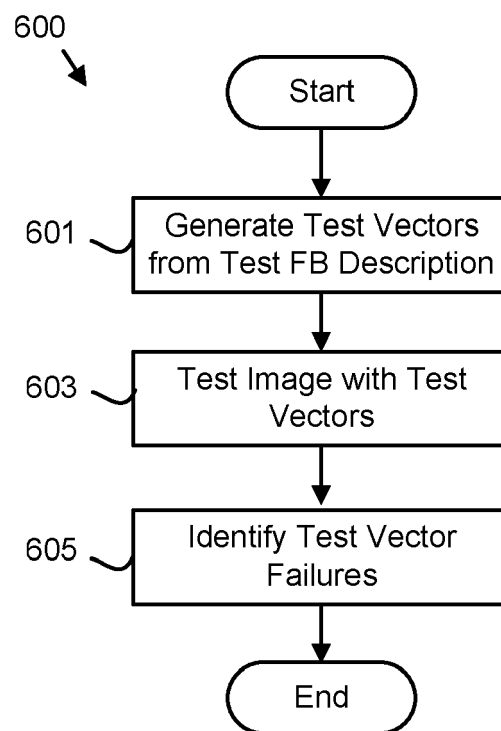 600
Start
601
Generate Test Vectors
from Test FB Description
603
Test Image with Test
Vectors
605
Identify Test Vector
Failures
End